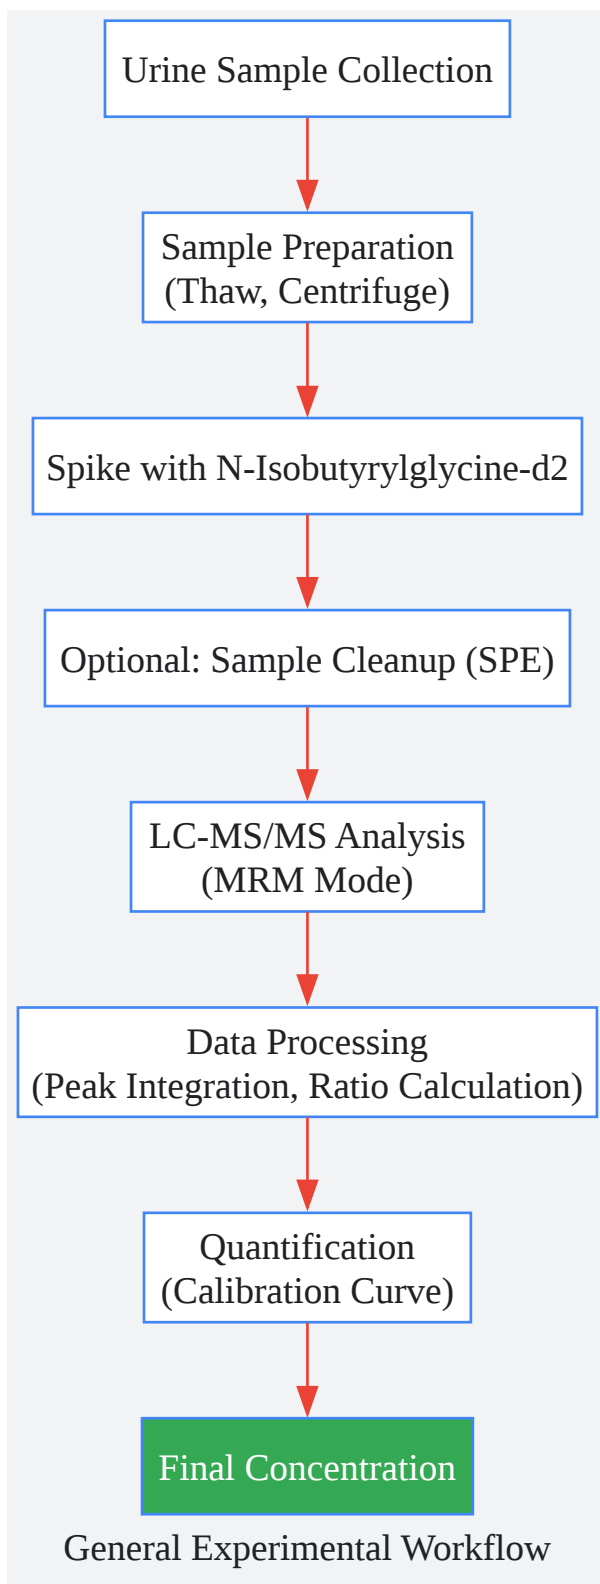 Urine Sample Collection
Sample Preparation
(Thaw, Centrifuge)
Spike with N-Isobutyrylglycine-d2
Optional: Sample Cleanup (SPE)
LC-MS/MS Analysis
(MRM Mode)
Data Processing
(Peak Integration, Ratio Calculation)
Quantification
(Calibration Curve)
Final Concentration
General Experimental Workflow